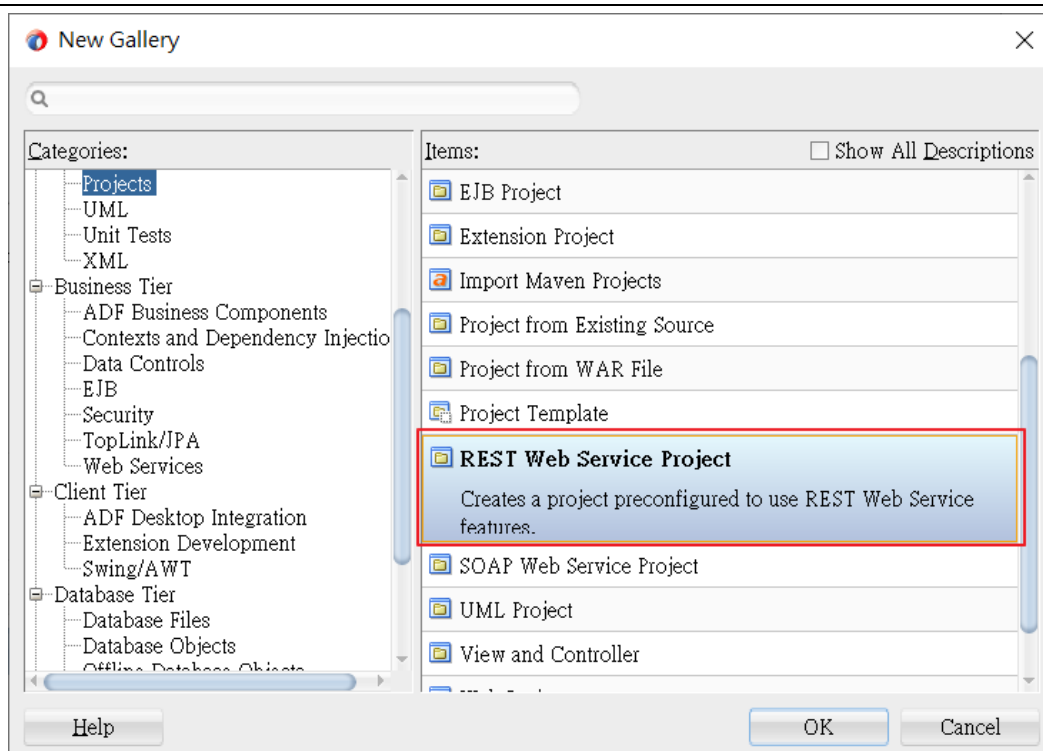 New Gallery
Categories:
Projects
UML
Unit Tests
XML
Business Tier
ADF Business Components
Contexts and Dependency Injectio
Data Controls
EJB
Security
TopLink/JPA
Web Services
Client Tier
ADF Desktop Integration
Extension Development
Swing/AWT
Database Tier
Database Files
Database Objects
Offline Database Objects
Items:
Show All Descriptions
EJB Project
Extension Project
Import Maven Projects
Project from Existing Source
Project from WAR File
Project Template
REST Web Service Project
Creates a project preconfigured to use REST Web Service
features.
SOAP Web Service Project
UML Project
View and Controller
Help
OK
Cancel